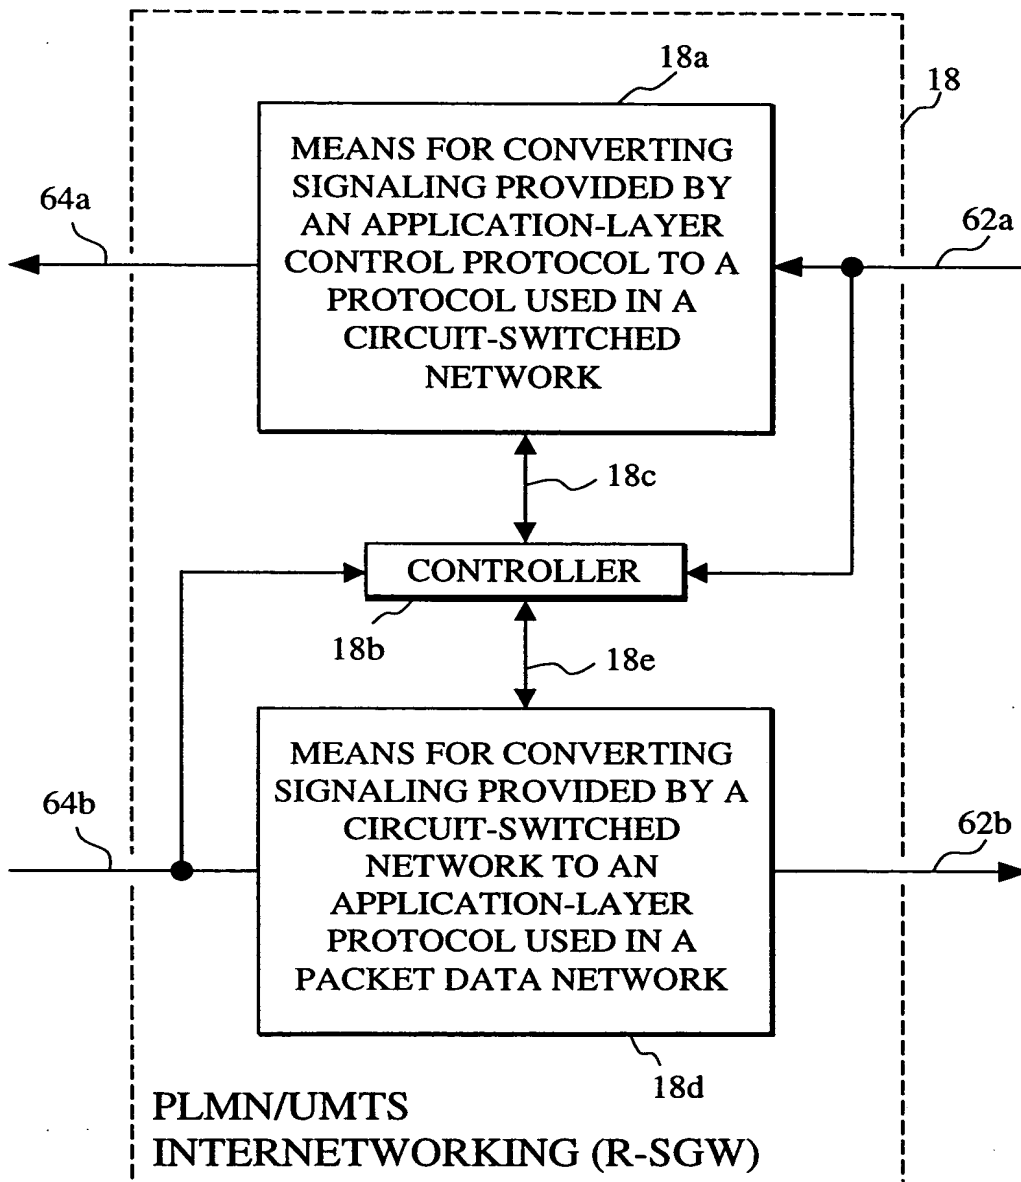 18a
18
MEANS FOR CONVERTING
SIGNALING PROVIDED BY
AN APPLICATION-LAYER
CONTROL PROTOCOL TO A
PROTOCOL USED IN A
CIRCUIT-SWITCHED
NETWORK
64a
62a
18c
CONTROLLER
18b
18e
MEANS FOR CONVERTING
SIGNALING PROVIDED BY A
CIRCUIT-SWITCHED
NETWORK TO AN
APPLICATION-LAYER
PROTOCOL USED IN A
PACKET DATA NETWORK
64b
62b
18d
PLMN/UMTS
INTERNETWORKING (R-SGW)